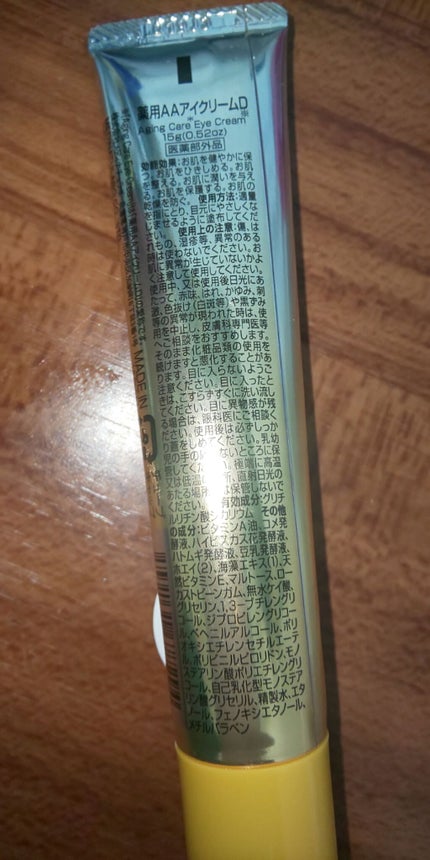 薬用AAアイクリームD
※
Aging Care Eye Cream
※
15g(0.52oz)
医薬部外品
効能効果:お肌を健やかに保
つ。お肌をひきしめる。お肌
を整える。お肌に潤いを与え
る。お肌を保護する。お肌の
乾燥を防ぐ。 使用方法:適量
を指にとり、目元にやさしくな
じませるように塗布してくだ
さい。 使用上の注意:傷、は
れもの、湿疹等、異常のある
時は使わないでください。お
肌に異常が生じていないかよ
く注意して使用してください。
使用中、又は使用後日光にあ
たって、赤味、はれ、かゆみ、刺
激、色抜け(白斑等)や黒ずみ
等の異常が現われた時は、使
用を中止し、皮膚科専門医等
へご相談をおすすめします。
そのまま化粧品類の使用を
続けますと悪化することがあ
ります。目に入らないようご
注意ください。目に入ったと
きは、こすらずすぐに洗い流し
てください。目に異物感が残
る場合は、眼科医にご相談く
ださい。使用後は必ずしっか
り蓋をしめてください。乳幼
児の手の ないところに保
管してくだ 。極端に高温
又は低温 所、直射日光の
あたる場所 は保管しないで
ください。 有効成分:グリチ
ルリチン酸ジカリウム その他
の成分:ビタミンA油、コメ発
酵液、ハイビスカス花発酵液、
ハトムギ発酵液、豆乳発酵液、
ホエイ(2)、海藻エキス(1)、天
然ビタミンE、マルトース、ロー
カストビーンガム、無水ケイ酸、
グリセリン、1,3-ブチレングリ
コール、ジプロピレングリコー
ル、ベヘニルアルコール、ポリ
オキシエチレンセチルエーテ
ル、ポリビニルピロリドン、モノ
ステアリン酸ポリエチレングリ
コール、自己乳化型モノステア
リン酸グリセリル、精製水、エタ
ノール、フェノキシエタノール、
メチルパラベン
MADE IN